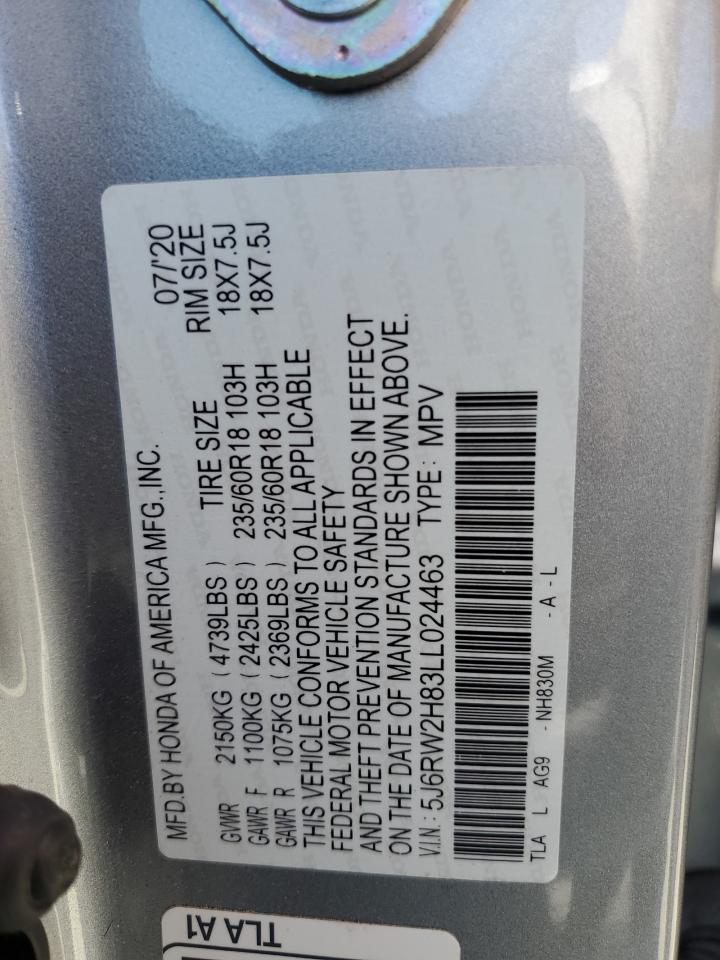 MFD.BY HONDA OF AMERICA MFG.,INC. 07/'20
TIRE SIZE RIM SIZE
GVWR 2150KG ( 4739LBS )
GAWR F 1100KG ( 2425LBS ) 235/60R18 103H 18X7.5J
GAWR R 1075KG ( 2369LBS ) 235/60R18 103H 18X7.5J
THIS VEHICLE CONFORMS TO ALL APPLICABLE
FEDERAL MOTOR VEHICLE SAFETY
AND THEFT PREVENTION STANDARDS IN EFFECT
ON THE DATE OF MANUFACTURE SHOWN ABOVE.
V.I.N: 5J6RW2H83LL024463 TYPE: MPV
TLA L AG9 -NH830M -A-L
TLA A1